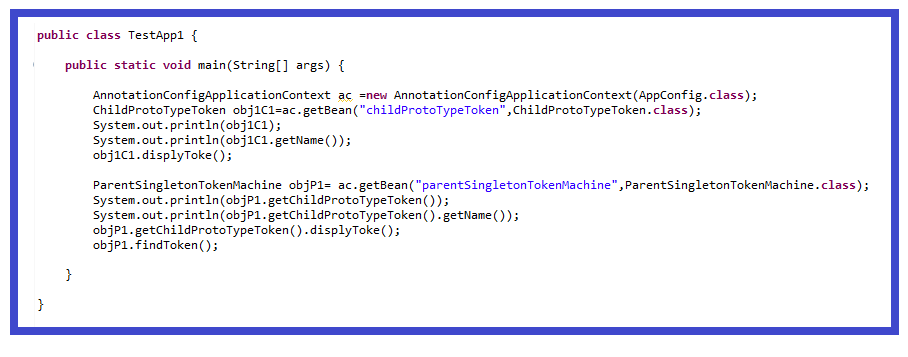 public class TestApp1 {
public static void main(String[] args) {
AnnotationConfigApplicationContext ac =new AnnotationConfigApplicationContext(AppConfig.class);
ChildProtoTypeToken obj1C1=ac.getBean("childProtoTypeToken",ChildProtoTypeToken.class);
System.out.println(obj1C1);
System.out.println(obj1C1.getName());
obj1C1.displyToke();
ParentSingletonTokenMachine objP1= ac.getBean("parentSingletonTokenMachine",ParentSingletonTokenMachine.class);
System.out.println(objP1.getChildProtoTypeToken());
System.out.println(objP1.getChildProtoTypeToken().getName());
objP1.getChildProtoTypeToken().displyToke();
objP1.findToken();
}
}